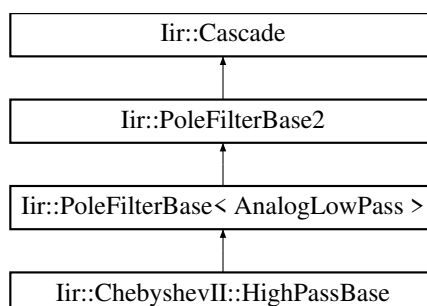 Iir::Cascade
Iir::PoleFilterBase2
Iir::PoleFilterBase< AnalogLowPass >
Iir::ChebyshevII::HighPassBase